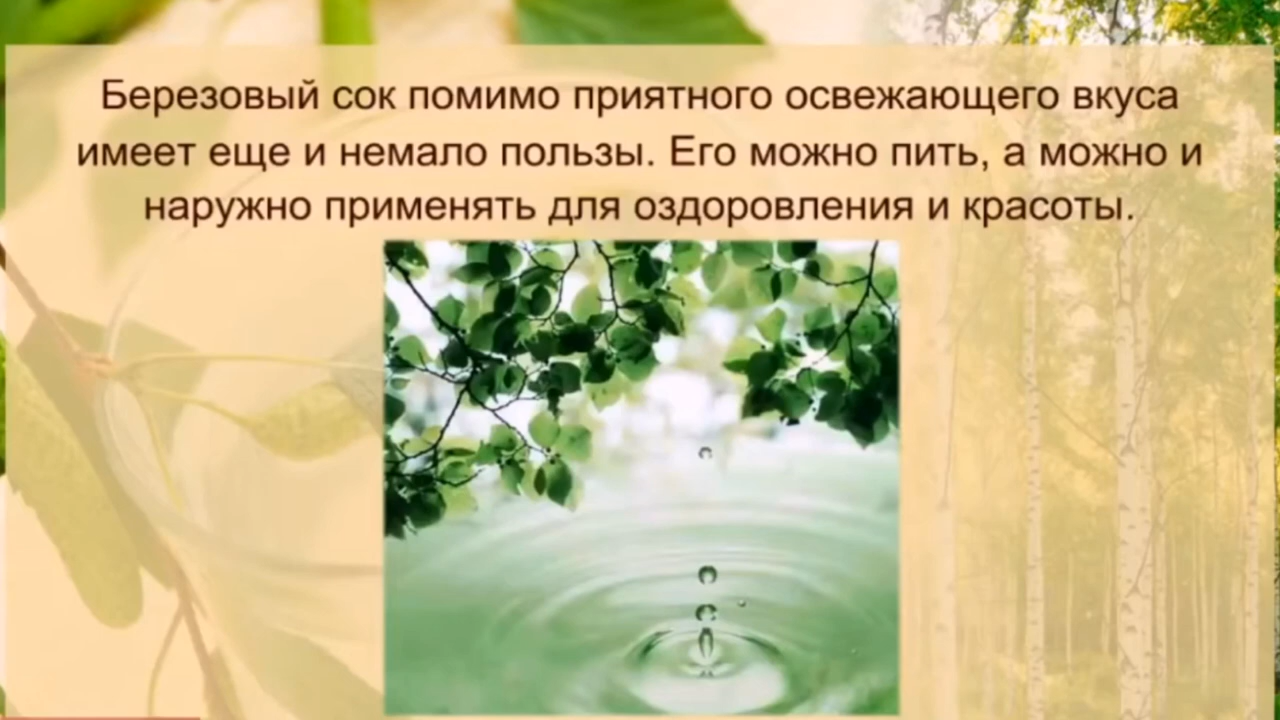 Березовый сок помимо приятного освежающего вкуса
имеет еще и немало пользы. Его можно пить, а можно и
наружно применять для оздоровления и красоты.